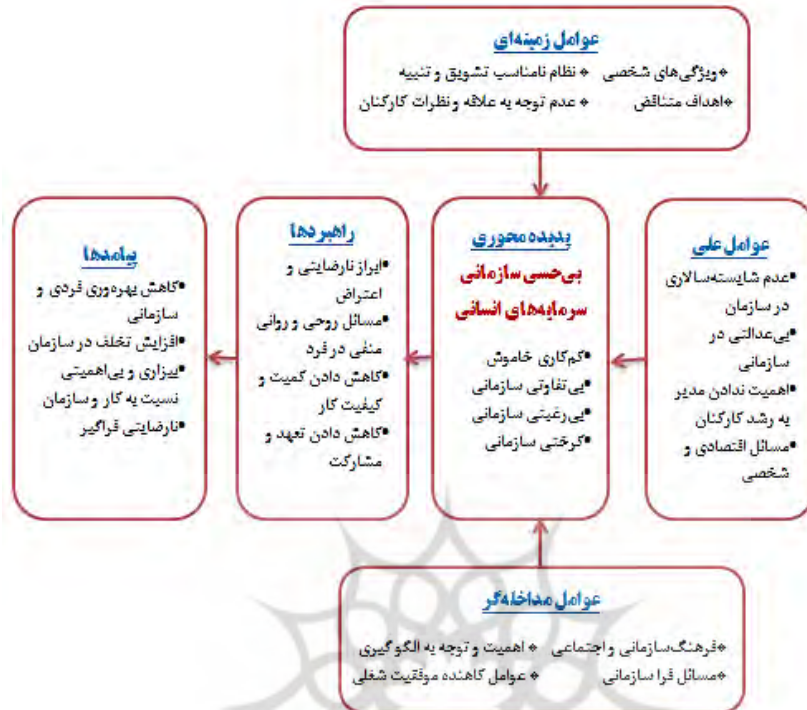 عوامل زمینه‌ای
❖ویژگی‌های شخصی ❖ نظام نامناسب تشویق و تنبیه
❖اهداف متناقض ❖ عدم توجه به علاقه و نظرات کارکنان
عوامل علی
•عدم شایسته‌سالاری
در سازمان
•بی‌عدالتی در
سازمانی
•اهمیت ندادن مدیر
به رشد کارکنان
•مسائل اقتصادی و
شخصی
پدیده محوری
بی‌حسی سازمانی
سرمایه‌های انسانی
•کم‌کاری خاموش
•بی‌تفاوتی سازمانی
•بی‌رغبتی سازمانی
•کرختی سازمانی
راهبردها
•ابراز نارضایتی و
اعتراض
•مسائل روحی و روانی
منفی در فرد
•کاهش دادن کمیت و
کیفیت کار
•کاهش دادن تعهد و
مشارکت
پیامدها
•کاهش بهره‌وری فردی و
سازمانی
•افزایش تخلف در سازمان
•بیزاری و بی‌اهمیتی
نسبت به کار و سازمان
•نارضایتی فراگیر
عوامل مداخله‌گر
❖فرهنگ‌سازمانی و اجتماعی ❖ اهمیت و توجه به الگو گیری
❖مسائل فرا سازمانی ❖ عوامل کاهنده موفقیت شغلی